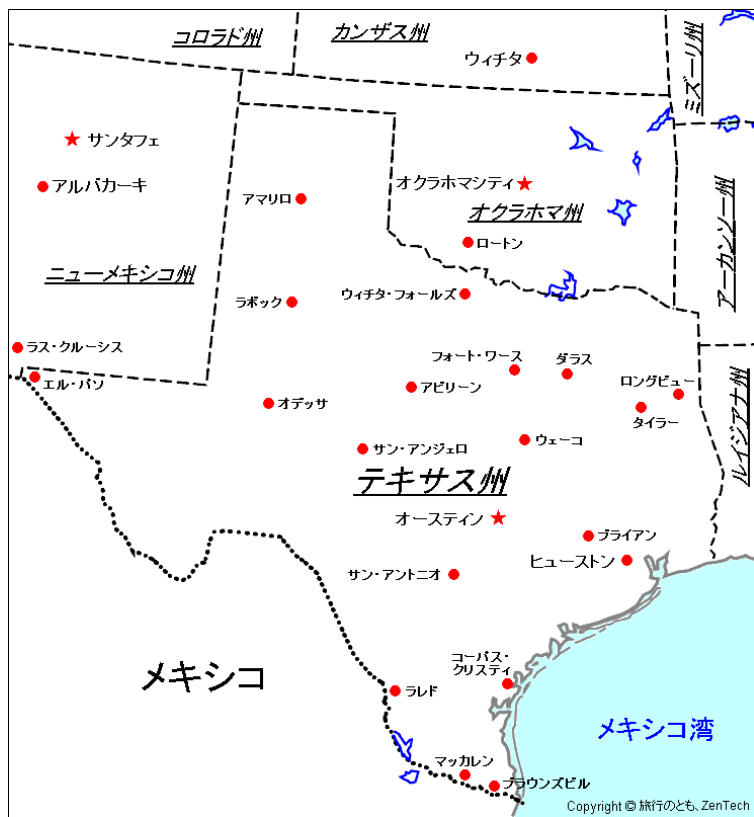 コロラド州
カンザス州
ミズーリ州
ウィチタ
サンタフェ
アルバカーキ
アマリロ
オクラホマシティ
オクラホマ州
アーカンソー州
ロートン
ニューメキシコ州
ラボック
ウィチタ・フォールズ
ラス・クルーシス
エル・パソ
フォート・ワース
ダラス
ロングビュー
アビリーン
オデッサ
タイラー
ルイジアナ州
サン・アンジェロ
ウェーコ
テキサス州
オースティン
ブライアン
ヒューストン
サン・アントニオ
メキシコ
コーパス・
クリスティ
ラレド
メキシコ湾
マッカレン
ブラウンズビル
Copyright © 旅行のとも、ZenTech